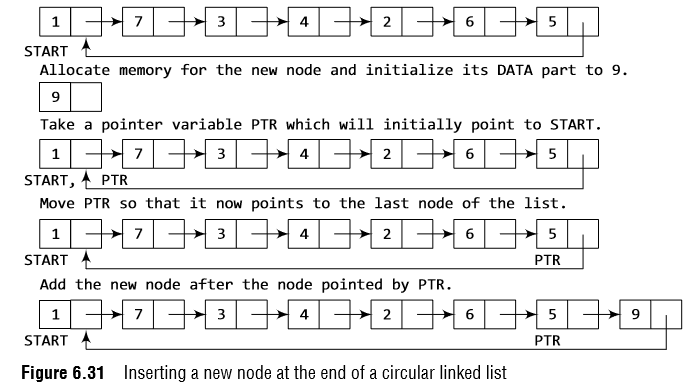 1 7 3 4 2 6 5
START
Allocate memory for the new node and initialize its DATA part to 9.
9
Take a pointer variable PTR which will initially point to START.
1 7 3 4 2 6 5
START, PTR
Move PTR so that it now points to the last node of the list.
1 7 3 4 2 6 5
START PTR
Add the new node after the node pointed by PTR.
1 7 3 4 2 6 5 9
START PTR
Figure 6.31 Inserting a new node at the end of a circular linked list